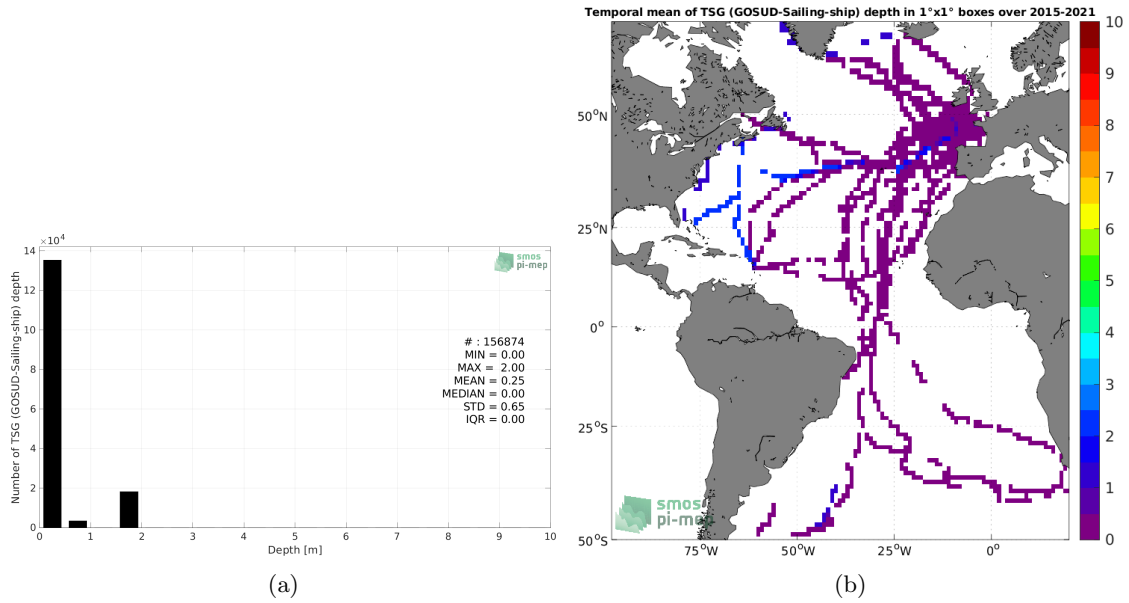 ×10⁴
14
12
10
8
6
4
2
0
0 1 2 3 4 5 6 7 8 9 10
Number of TSG (GOSUD-Sailing-ship) depth
Depth [m]
smos
pi-mep
# : 156874
MIN = 0.00
MAX = 2.00
MEAN = 0.25
MEDIAN = 0.00
STD = 0.65
IQR = 0.00
(a)
Temporal mean of TSG (GOSUD-Sailing-ship) depth in 1°x1° boxes over 2015-2021
50°N
25°N
0°
25°S
50°S
75°W 50°W 25°W 0°
smos
pi-mep
10
9
8
7
6
5
4
3
2
1
0
(b)